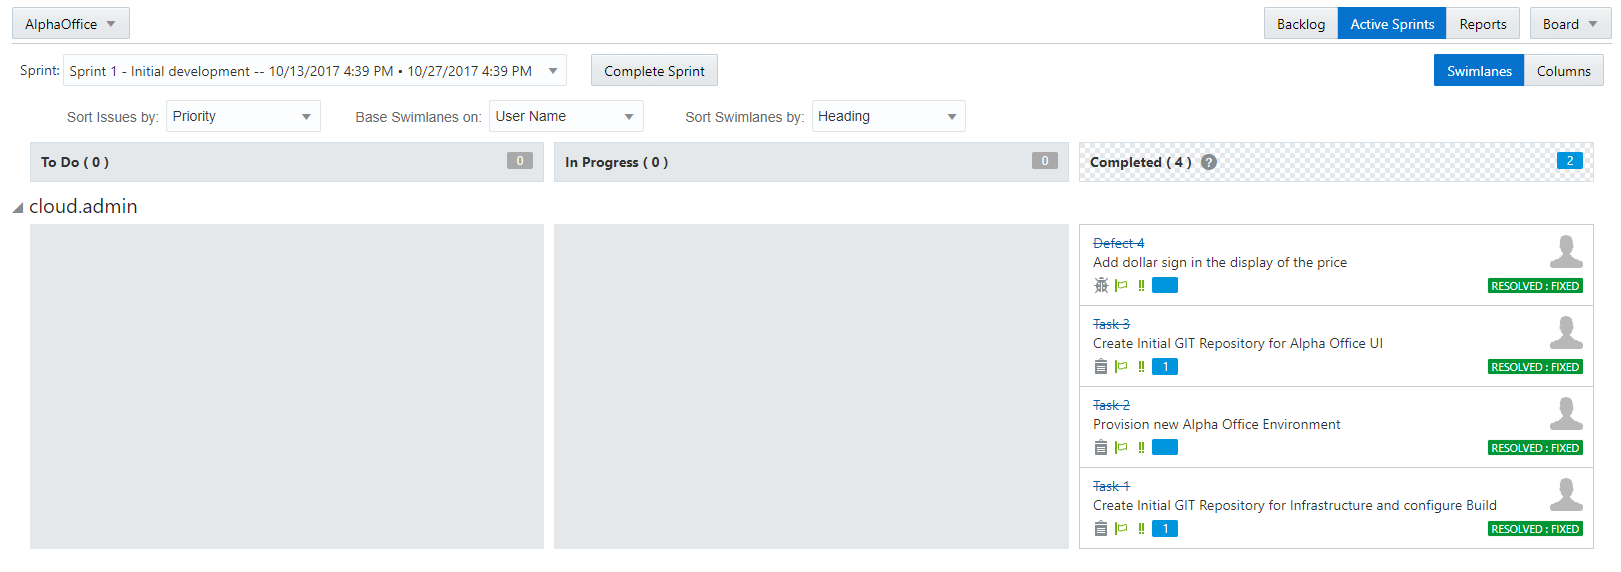 AlphaOffice
Backlog Active Sprints Reports Board
Sprint: Sprint 1 - Initial development -- 10/13/2017 4:39 PM • 10/27/2017 4:39 PM Complete Sprint Swimlanes Columns
Sort Issues by: Priority Base Swimlanes on: User Name Sort Swimlanes by: Heading
To Do ( 0 ) 0 In Progress ( 0 ) 0 Completed ( 4 ) ? 2
cloud.admin
Defect 4
Add dollar sign in the display of the price
RESOLVED : FIXED
Task 3
Create Initial GIT Repository for Alpha Office UI
1 RESOLVED : FIXED
Task 2
Provision new Alpha Office Environment
RESOLVED : FIXED
Task 1
Create Initial GIT Repository for Infrastructure and configure Build
1 RESOLVED : FIXED